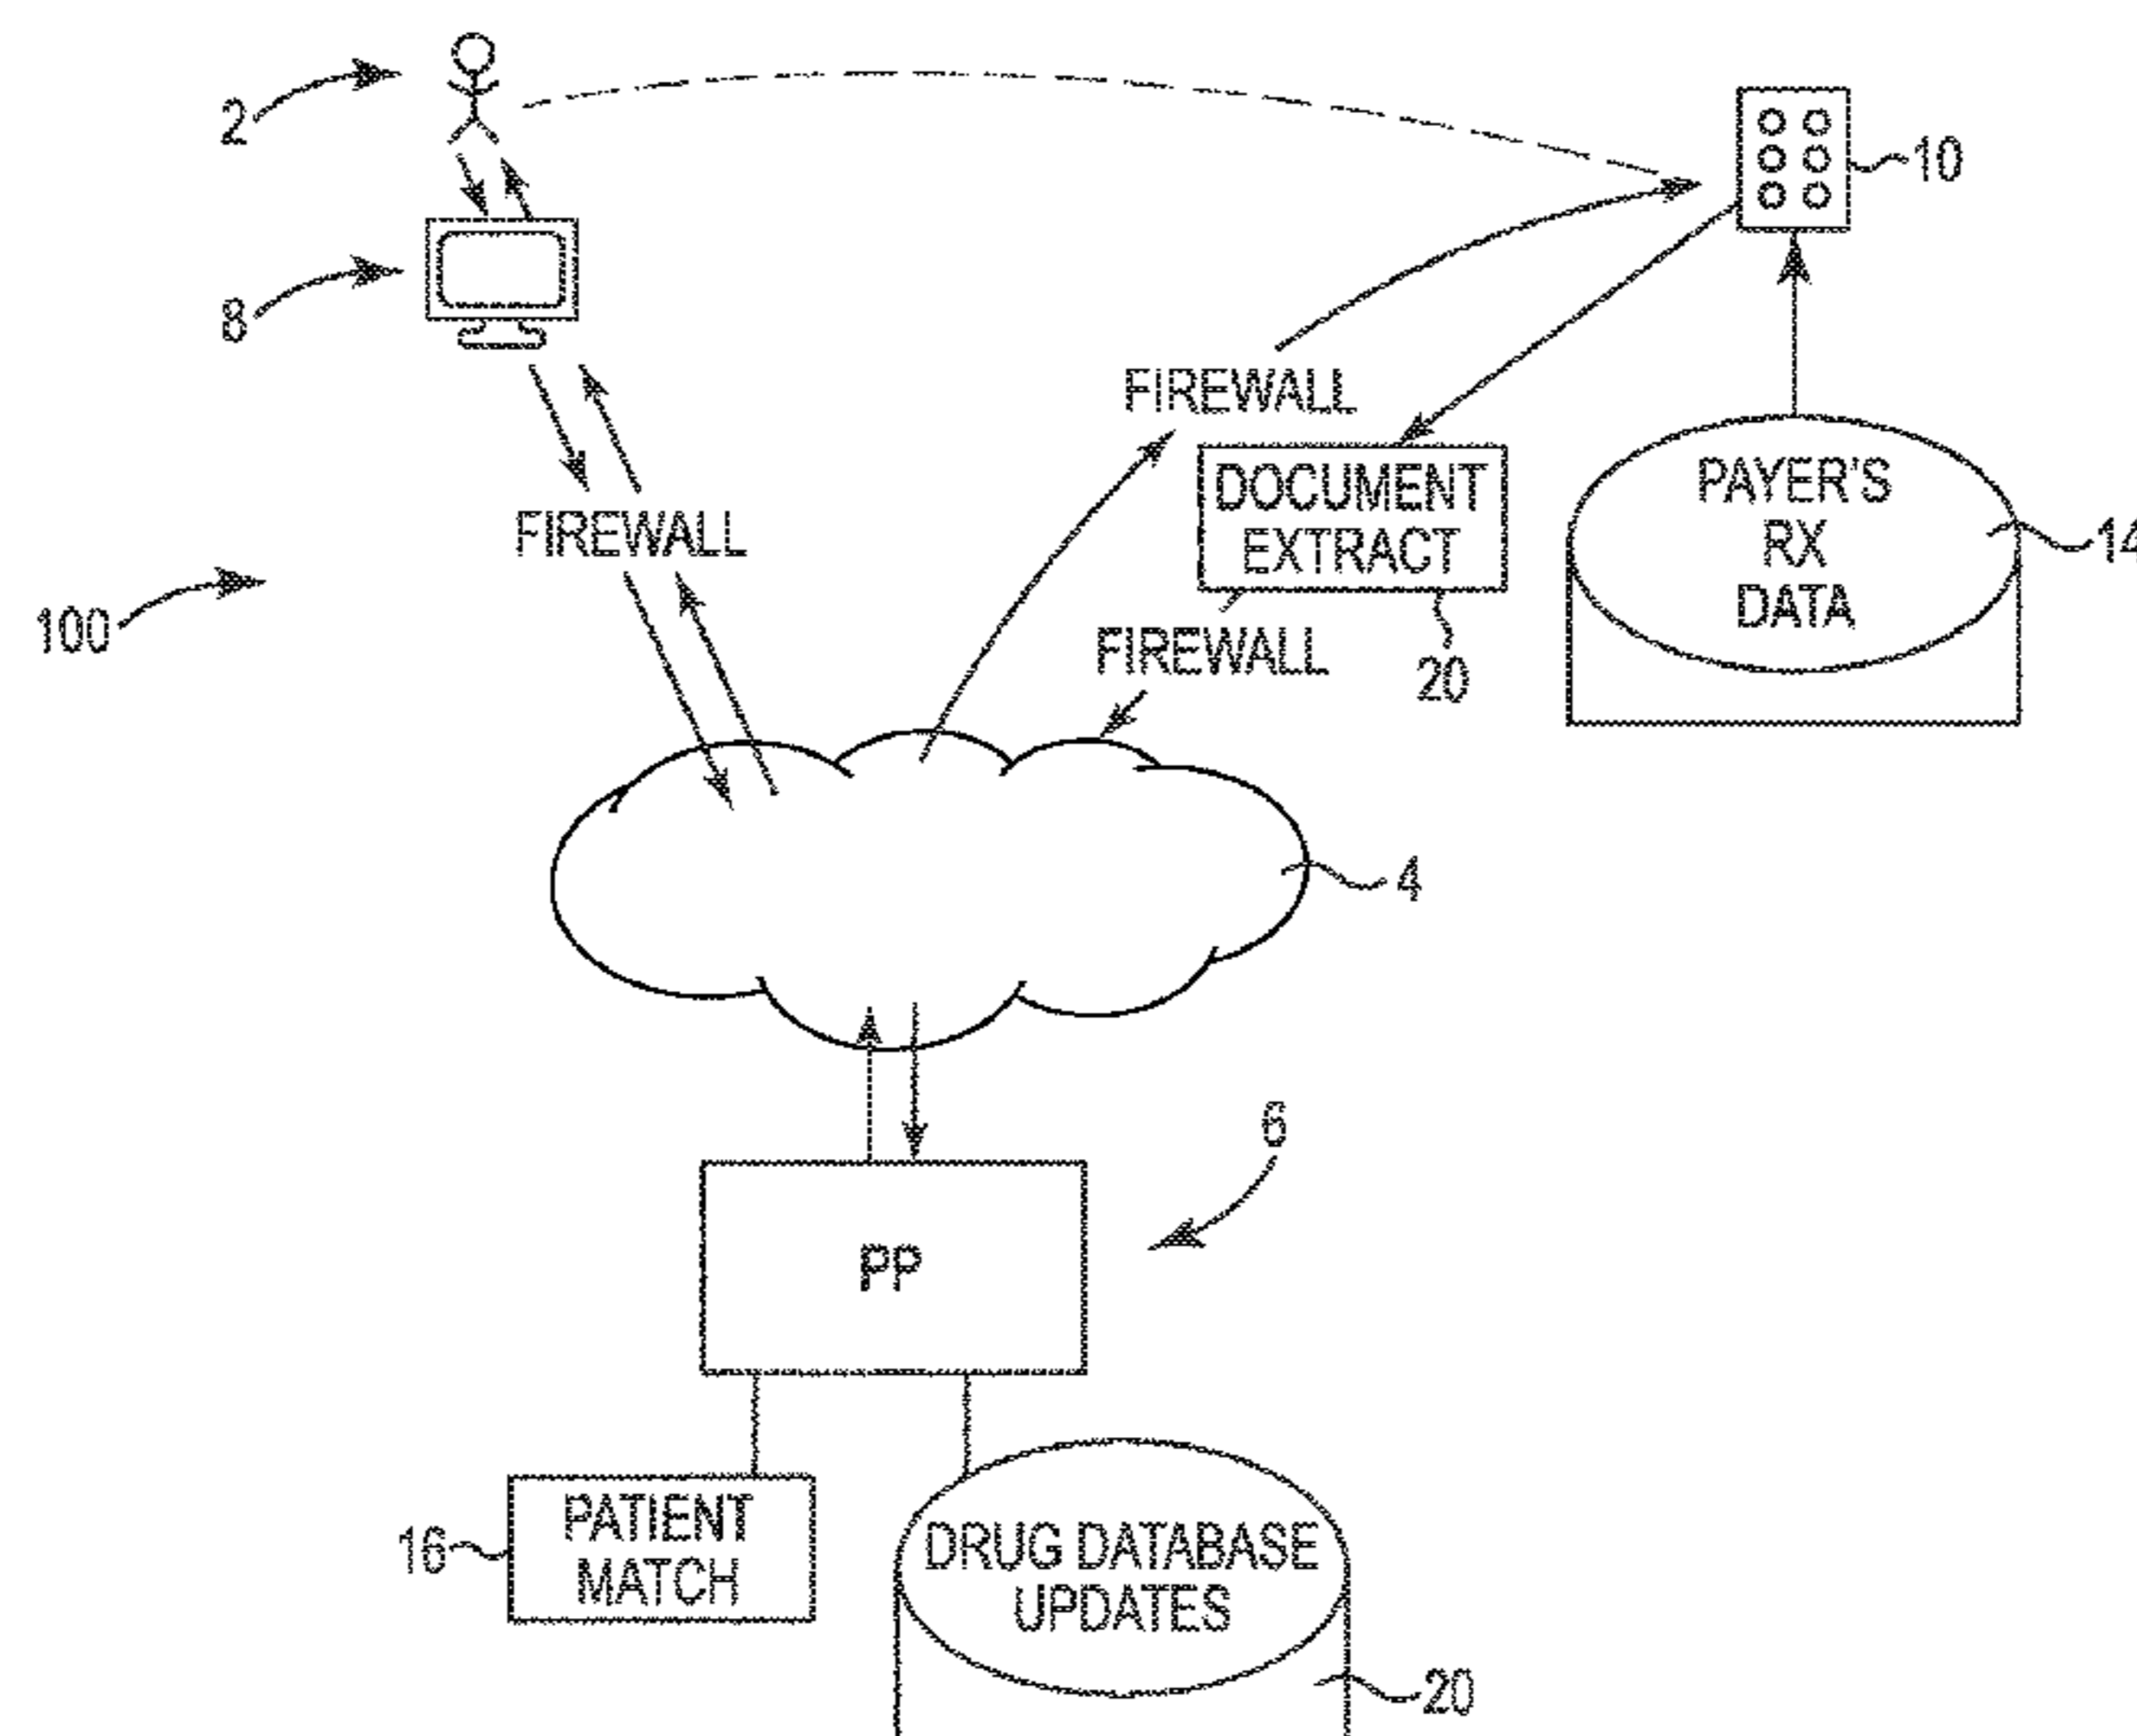 2
10
8
FIREWALL
DOCUMENT
EXTRACT
PAYER'S
RX
DATA
14
FIREWALL
100
FIREWALL
20
4
6
PP
16
PATIENT
MATCH
DRUG DATABASE
UPDATES
20